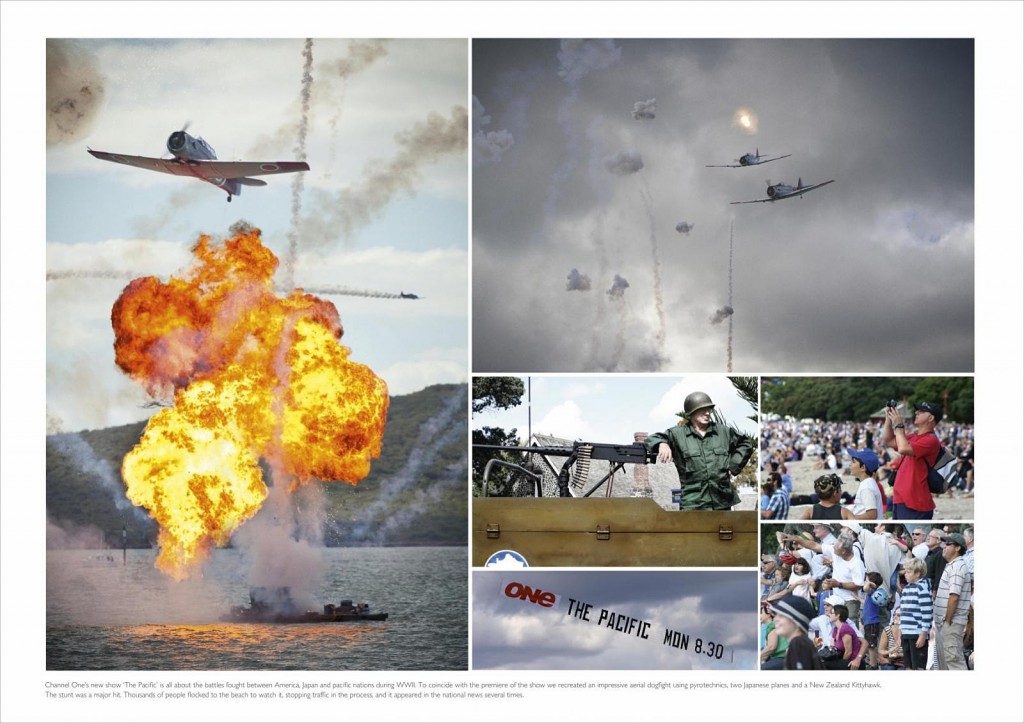 ONE THE PACIFIC MON 8.30
Channel One's new show 'The Pacific' is all about the battles fought between America, Japan and pacific nations during WWII. To coincide with the premiere of the show we recreated an impressive aerial dogfight using pyrotechnics, two Japanese planes and a New Zealand Kittyhawk.
The stunt was a major hit. Thousands of people flocked to the beach to watch it, stopping traffic in the process, and it appeared in the national news several times.